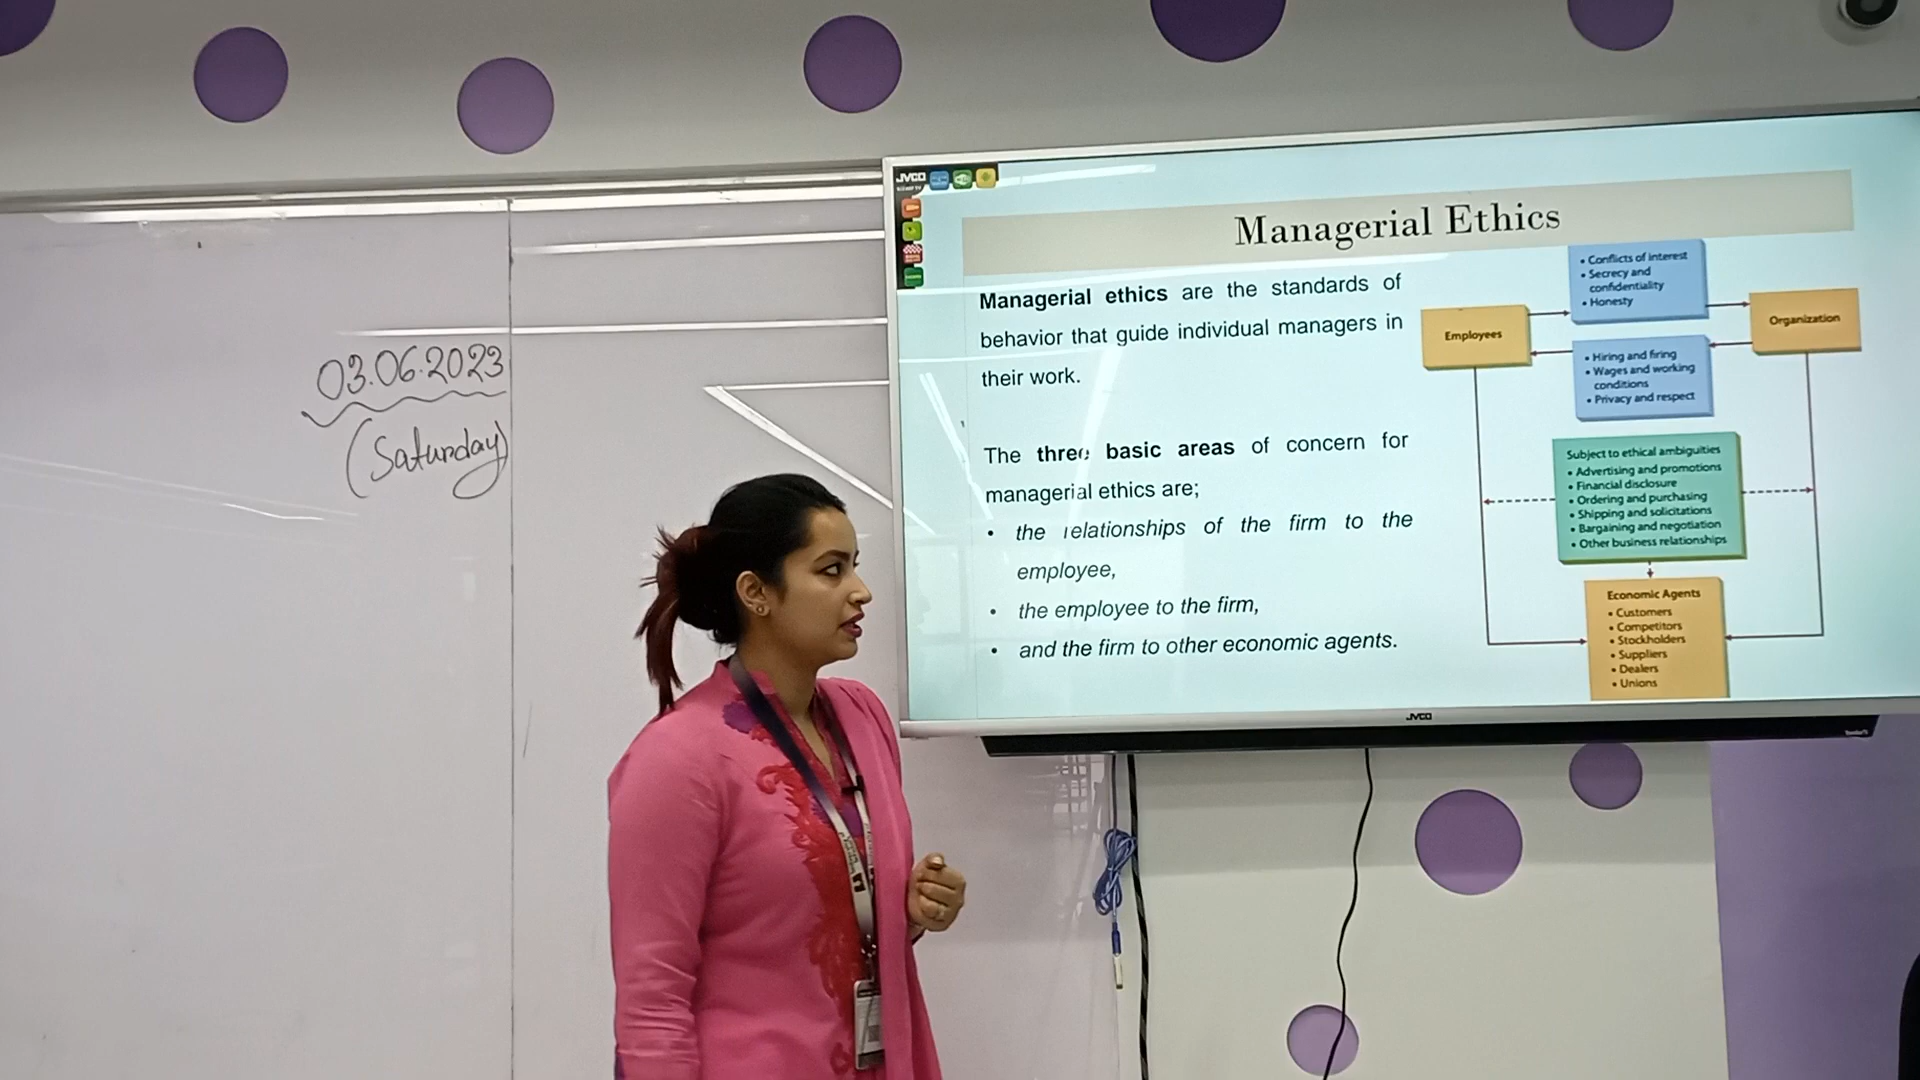 03.06.2023
(Saturday)
JVCO
Managerial Ethics
Managerial ethics are the standards of
behavior that guide individual managers in
their work.
The three basic areas of concern for
managerial ethics are;
• the relationships of the firm to the
employee,
• the employee to the firm,
• and the firm to other economic agents.
• Conflicts of interest
• Secrecy and
confidentiality
• Honesty
Employees
Organization
• Hiring and firing
• Wages and working
conditions
• Privacy and respect
Subject to ethical ambiguities
• Advertising and promotions
• Financial disclosure
• Ordering and purchasing
• Shipping and solicitations
• Bargaining and negotiation
• Other business relationships
Economic Agents
• Customers
• Competitors
• Stockholders
• Suppliers
• Dealers
• Unions
JVCO